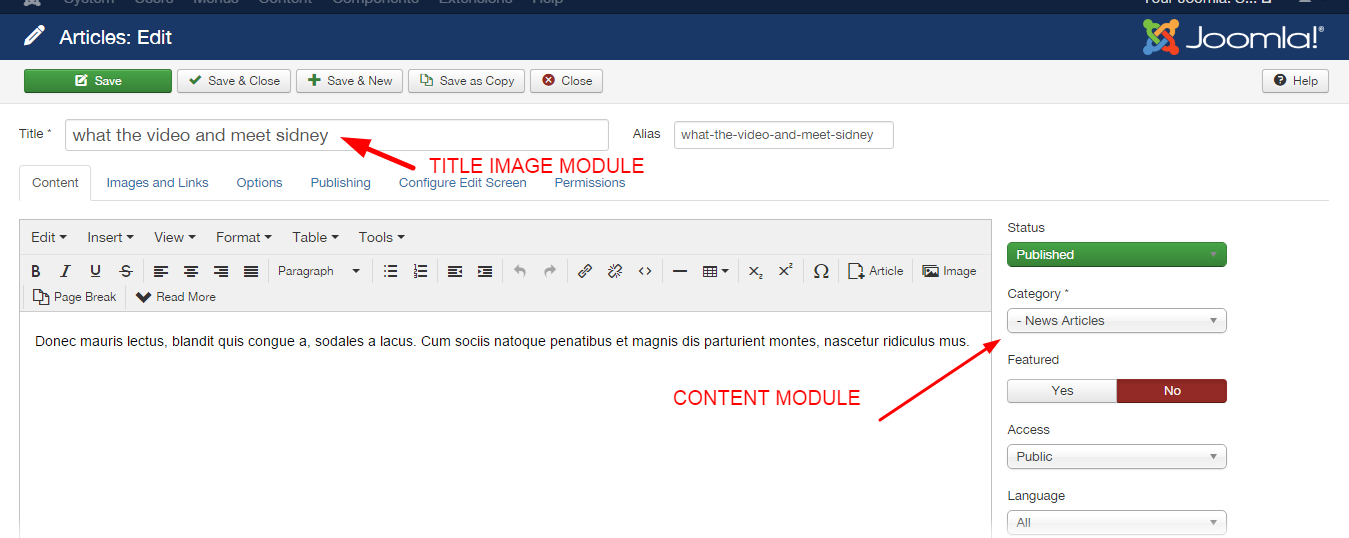 System Users Menus Content Components Extensions Help Your Joomla! S...
Articles: Edit Joomla!®
Save Save & Close Save & New Save as Copy Close Help
Title * what the video and meet sidney Alias what-the-video-and-meet-sidney
TITLE IMAGE MODULE
Content Images and Links Options Publishing Configure Edit Screen Permissions
Edit Insert View Format Table Tools
B I U S Paragraph X₂ X² Ω Article Image
Page Break Read More
Donec mauris lectus, blandit quis congue a, sodales a lacus. Cum sociis natoque penatibus et magnis dis parturient montes, nascetur ridiculus mus.
CONTENT MODULE
Status
Published
Category *
- News Articles
Featured
Yes No
Access
Public
Language
All